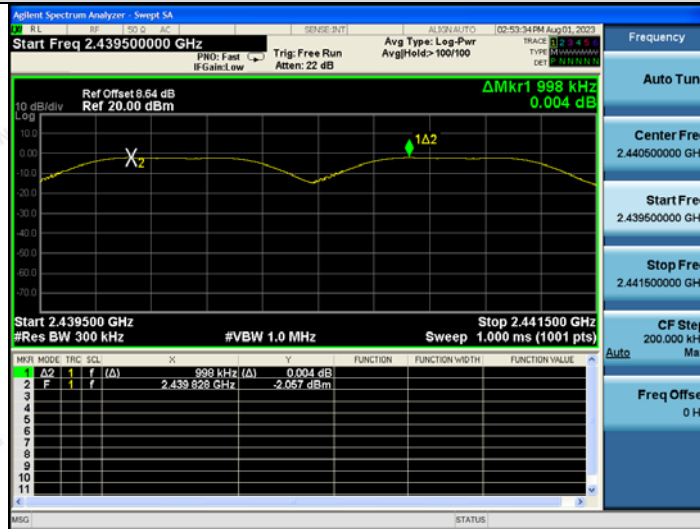 Agilent Spectrum Analyzer - Swept SA
RL RF 50 Ω AC SENSE:INT ALIGN AUTO 02:53:34 PM Aug 01, 2023
Start Freq 2.439500000 GHz
PNO: Fast
IFGain:Low
Trig: Free Run
Atten: 22 dB
Avg Type: Log-Pwr
Avg|Hold:> 100/100
TRACE 1 2 3 4 5 6
TYPE
DET P N N N N N
Frequency
Auto Tun
Center Fre
2.440500000 GH
Start Fre
2.439500000 GH
Stop Fre
2.441500000 GH
CF Ste
200.000 kH
Auto Ma
Freq Offse
0 H
ΔMkr1 998 kHz
0.004 dB
Ref Offset 8.64 dB
10 dB/div Ref 20.00 dBm
Log
10.0
0.00
-10.0
-20.0
-30.0
-40.0
-50.0
-60.0
-70.0
X2
1Δ2
Start 2.439500 GHz Stop 2.441500 GHz
#Res BW 300 kHz #VBW 1.0 MHz Sweep 1.000 ms (1001 pts)
MKR MODE TRC SCL X Y FUNCTION FUNCTION WIDTH FUNCTION VALUE
1 Δ2 1 f (Δ) 998 kHz (Δ) 0.004 dB
2 F 1 f 2.439 828 GHz -2.057 dBm
3
4
5
6
7
8
9
10
11
MSG STATUS